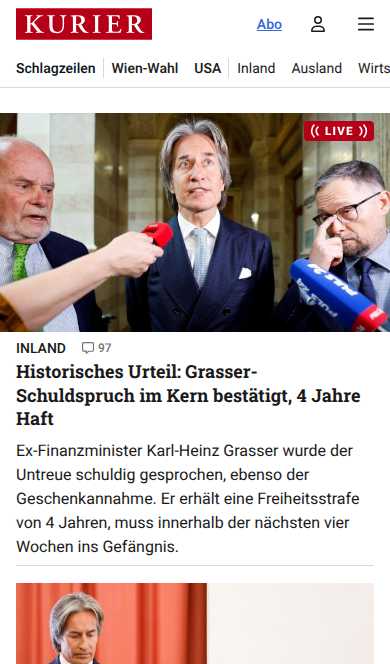 KURIER
Abo
Schlagzeilen
Wien-Wahl
USA
Inland
Ausland
Wirts
LIVE
PULS 24
INLAND
97
Historisches Urteil: Grasser-
Schuldspruch im Kern bestätigt, 4 Jahre
Haft
Ex-Finanzminister Karl-Heinz Grasser wurde der
Untreue schuldig gesprochen, ebenso der
Geschenkannahme. Er erhält eine Freiheitsstrafe
von 4 Jahren, muss innerhalb der nächsten vier
Wochen ins Gefängnis.